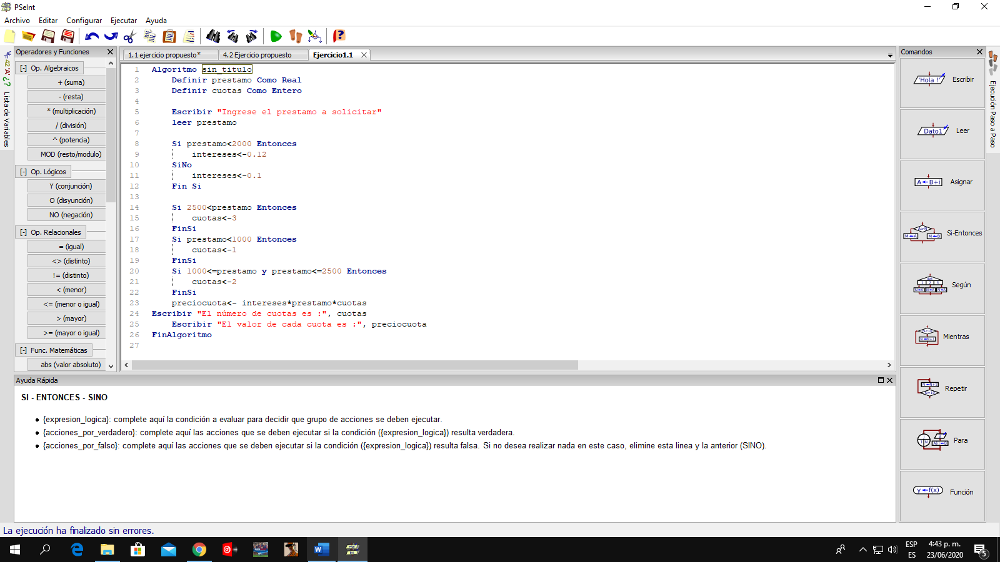 PSeInt
Archivo Editar Configurar Ejecutar Ayuda
Operadores y Funciones
[-] Op. Algebraicos
+ (suma)
- (resta)
* (multiplicación)
/ (división)
^ (potencia)
MOD (resto/modulo)
[-] Op. Lógicos
Y (conjunción)
O (disyunción)
NO (negación)
[-] Op. Relacionales
= (igual)
<> (distinto)
!= (distinto)
< (menor)
<= (menor o igual)
> (mayor)
>= (mayor o igual)
[-] Func. Matemáticas
abs (valor absoluto)
Lista de Variables
1.1 ejercicio propuesto* 4.2 Ejercicio propuesto Ejercicio1.1
1 Algoritmo sin_titulo
2 Definir prestamo Como Real
3 Definir cuotas Como Entero
4
5 Escribir "Ingrese el prestamo a solicitar"
6 leer prestamo
7
8 Si prestamo<2000 Entonces
9 intereses<-0.12
10 SiNo
11 intereses<-0.1
12 Fin Si
13
14 Si 2500<prestamo Entonces
15 cuotas<-3
16 FinSi
17 Si prestamo<1000 Entonces
18 cuotas<-1
19 FinSi
20 Si 1000<=prestamo y prestamo<=2500 Entonces
21 cuotas<-2
22 FinSi
23 preciocuota<- intereses*prestamo*cuotas
24 Escribir "El número de cuotas es :", cuotas
25 Escribir "El valor de cada cuota es :", preciocuota
26 FinAlgoritmo
27
Comandos
'Hola !' Escribir
Dato1 Leer
A B+i Asignar
A>B Si-Entonces
Según
Mientras
Repetir
Para
y f(x) Función
Ejecución Paso a Paso
Ayuda Rápida
SI - ENTONCES - SINO
• {expresion_logica}: complete aquí la condición a evaluar para decidir que grupo de acciones se deben ejecutar.
• {acciones_por_verdadero}: complete aquí las acciones que se deben ejecutar si la condición ({expresion_logica}) resulta verdadera.
• {acciones_por_falso}: complete aquí las acciones que se deben ejecutar si la condición ({expresion_logica}) resulta falsa. Si no desea realizar nada en este caso, elimine esta linea y la anterior (SINO).
La ejecución ha finalizado sin errores.
ESP
ES
4:43 p. m.
23/06/2020
5